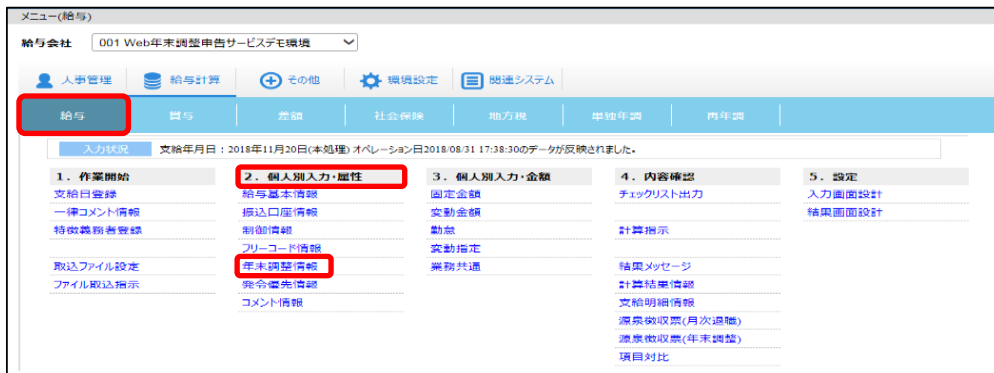 メニュー(給与)
給与会社 001 Web年末調整申告サービスデモ環境
人事管理 給与計算 その他 環境設定 関連システム
給与 賞与 差額 社会保険 地方税 単独年調 再年調
入力状況 支給年月日：2018年11月20日(本処理) オペレーション日2018/08/31 17:38:30のデータが反映されました。
1. 作業開始 2. 個人別入力・属性 3. 個人別入力・金額 4. 内容確認 5. 設定
支給日登録 給与基本情報 固定金額 チェックリスト出力 入力画面設計
一律コメント情報 振込口座情報 変動金額 結果画面設計
特徴義務者登録 制御情報 勤怠 計算指示
フリーコード情報 変動指定
取込ファイル設定 年末調整情報 業務共通 結果メッセージ
ファイル取込指示 発令優先情報 計算結果情報
コメント情報 支給明細情報
源泉徴収票(月次退職)
源泉徴収票(年末調整)
項目対比